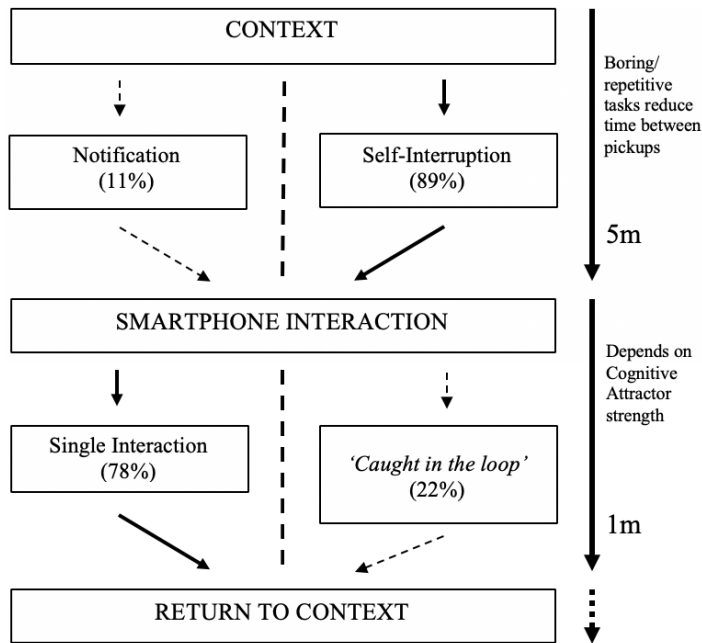 CONTEXT
Boring/
repetitive
tasks reduce
time between
pickups
Notification
(11%)
Self-Interruption
(89%)
5m
SMARTPHONE INTERACTION
Depends on
Cognitive
Attractor
strength
Single Interaction
(78%)
‘Caught in the loop’
(22%)
1m
RETURN TO CONTEXT